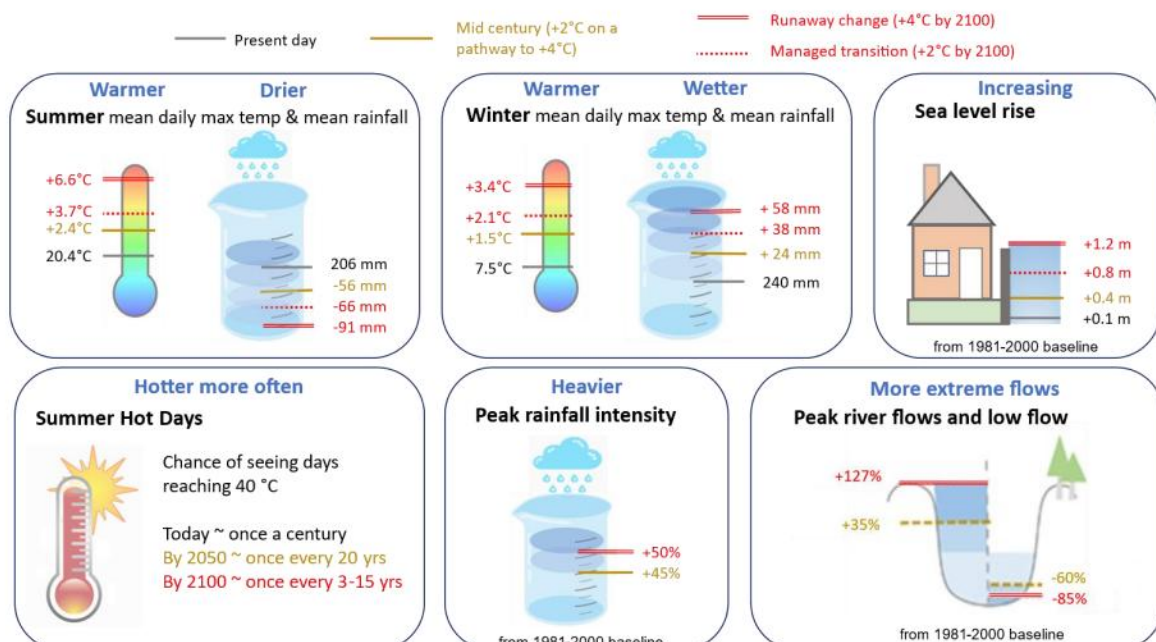 Present day
Mid century (+2°C on a
pathway to +4°C)
Runaway change (+4°C by 2100)
Managed transition (+2°C by 2100)
Warmer
Drier
Summer mean daily max temp & mean rainfall
+6.6°C
+3.7°C
+2.4°C
20.4°C
206 mm
-56 mm
-66 mm
-91 mm
Warmer
Wetter
Winter mean daily max temp & mean rainfall
+3.4°C
+2.1°C
+1.5°C
7.5°C
+ 58 mm
+ 38 mm
+ 24 mm
240 mm
Increasing
Sea level rise
+1.2 m
+0.8 m
+0.4 m
+0.1 m
from 1981-2000 baseline
Hotter more often
Summer Hot Days
Chance of seeing days
reaching 40 °C
Today ~ once a century
By 2050 ~ once every 20 yrs
By 2100 ~ once every 3-15 yrs
Heavier
Peak rainfall intensity
+50%
+45%
from 1981-2000 baseline
More extreme flows
Peak river flows and low flow
+127%
+35%
-60%
-85%
from 1981-2000 baseline